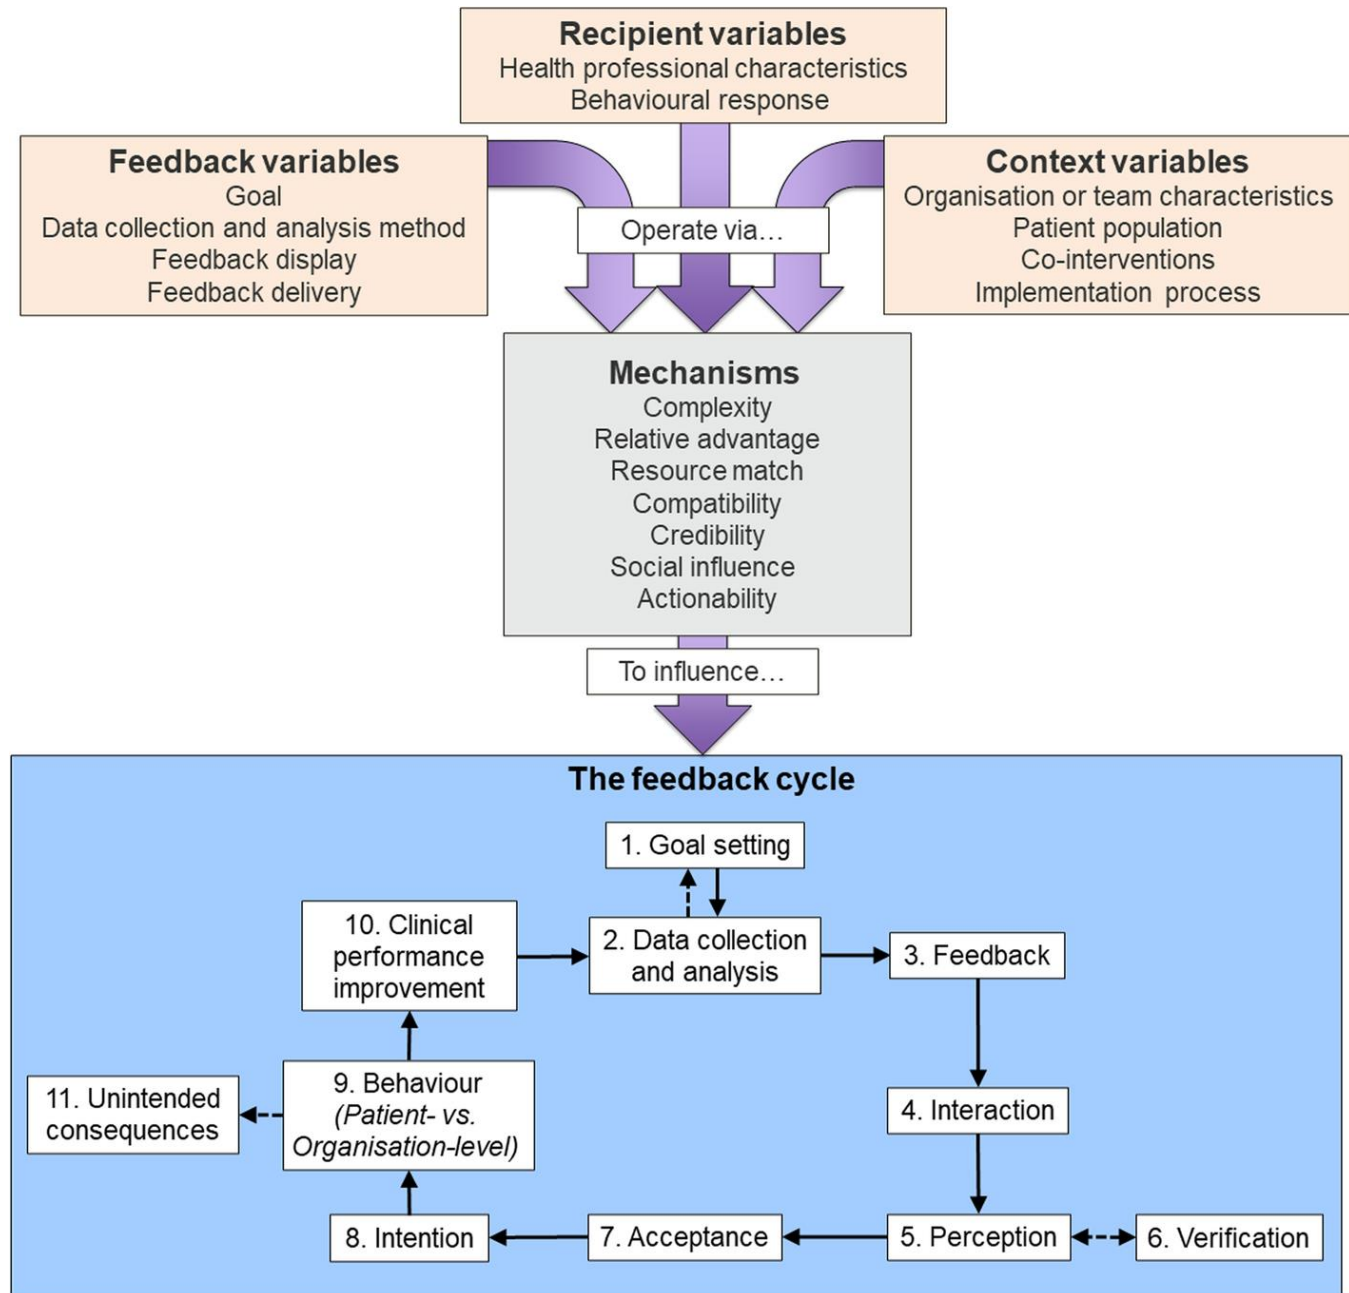 Recipient variables
Health professional characteristics
Behavioural response
Feedback variables
Goal
Data collection and analysis method
Feedback display
Feedback delivery
Operate via…
Context variables
Organisation or team characteristics
Patient population
Co-interventions
Implementation process
Mechanisms
Complexity
Relative advantage
Resource match
Compatibility
Credibility
Social influence
Actionability
To influence…
The feedback cycle
1. Goal setting
2. Data collection
and analysis
3. Feedback
4. Interaction
5. Perception
6. Verification
7. Acceptance
8. Intention
9. Behaviour
(Patient- vs.
Organisation-level)
10. Clinical
performance
improvement
11. Unintended
consequences